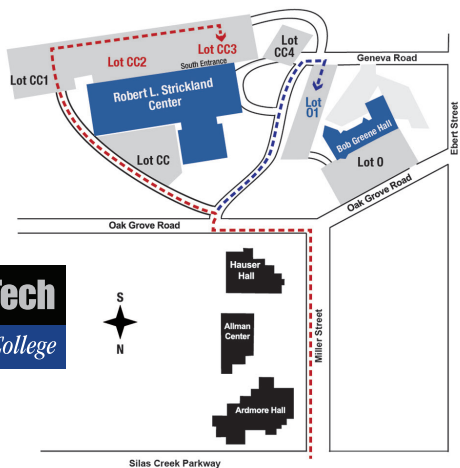 Lot CC3
Lot CC4
Lot CC1
Lot CC2
South Entrance
Geneva Road
Robert L. Strickland
Center
Lot
O1
Bob Greene Hall
Ebert Street
Lot CC
Lot O
Oak Grove Road
Oak Grove Road
Hauser
Hall
Tech
College
S
N
Allman
Center
Miller Street
Ardmore Hall
Silas Creek Parkway